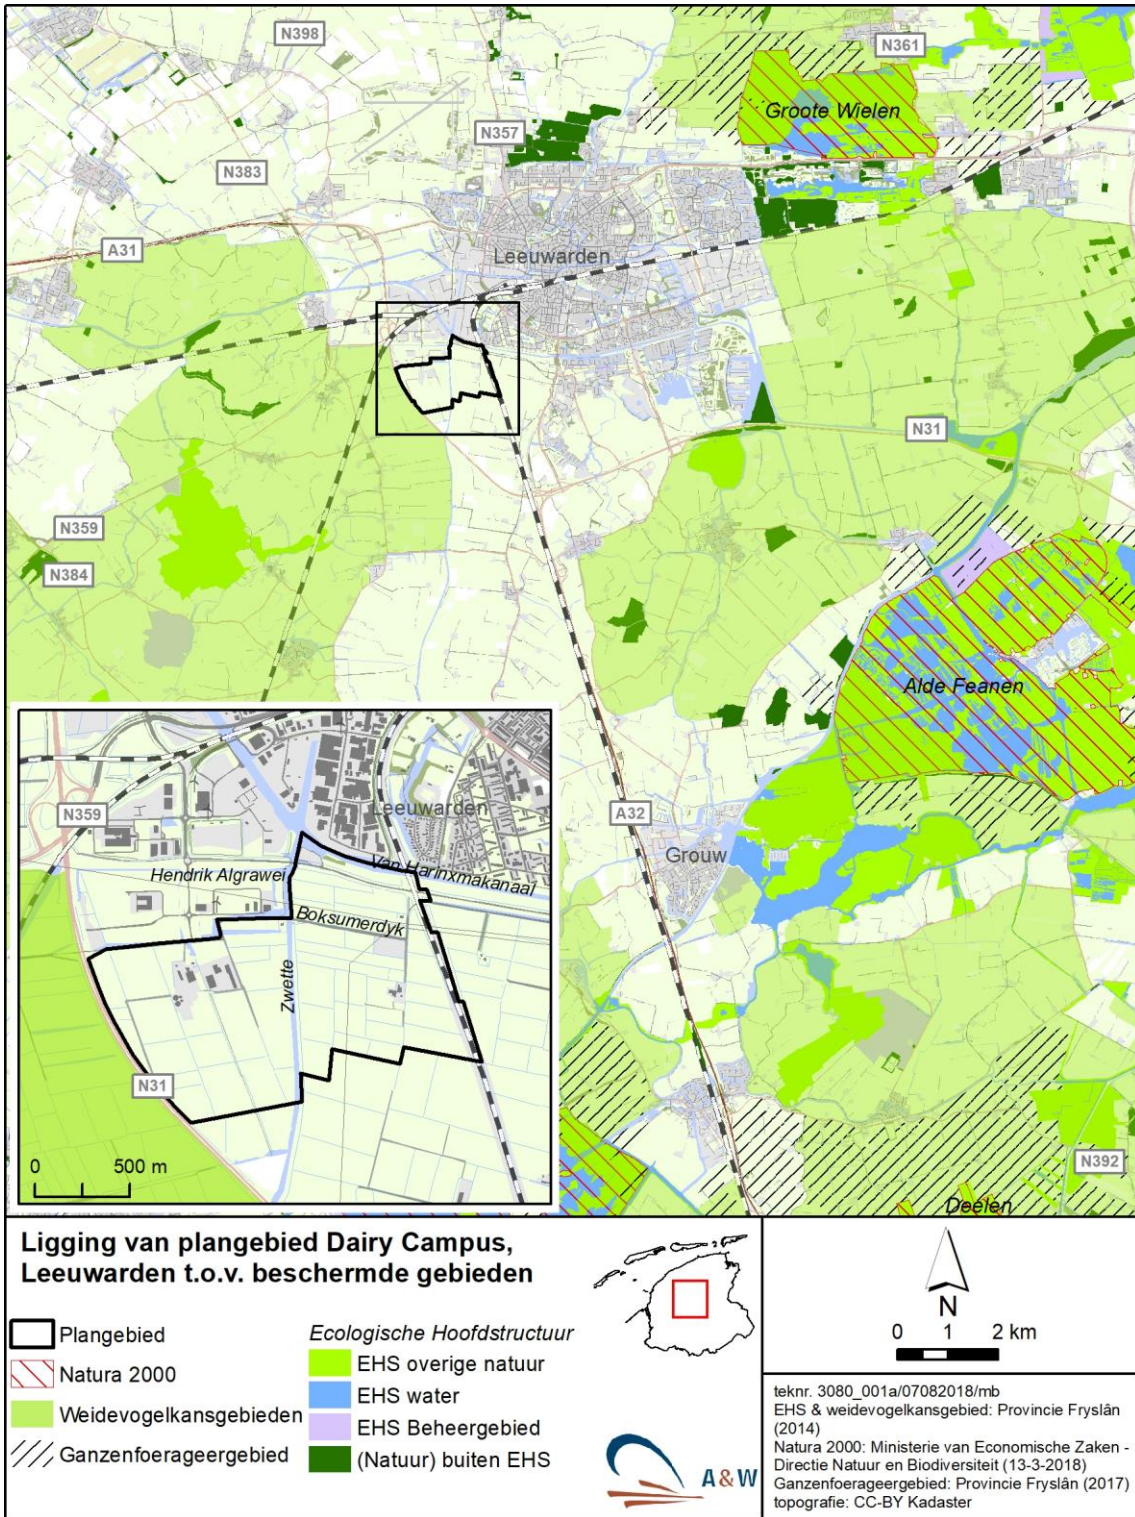 N398
N361
Groote Wielen
N357
N383
A31
Leeuwarden
N31
N359
N384
Alde Feanen
A32
Grouw
N392
Deelen
N359
Leeuwarden
Hendrik Algrawei
Van Harinxmakanaal
Boksumerdyk
Zwette
N31
0 500 m
Ligging van plangebied Dairy Campus,
Leeuwarden t.o.v. beschermde gebieden
Plangebied
Natura 2000
Weidevogelkansgebieden
Ganzenfoerageergebied
Ecologische Hoofdstructuur
EHS overige natuur
EHS water
EHS Beheergebied
(Natuur) buiten EHS
A&W
N
0 1 2 km
teknr. 3080_001a/07082018/mb
EHS & weidevogelkansgebied: Provincie Fryslân
(2014)
Natura 2000: Ministerie van Economische Zaken -
Directie Natuur en Biodiversiteit (13-3-2018)
Ganzenfoerageergebied: Provincie Fryslân (2017)
topografie: CC-BY Kadaster